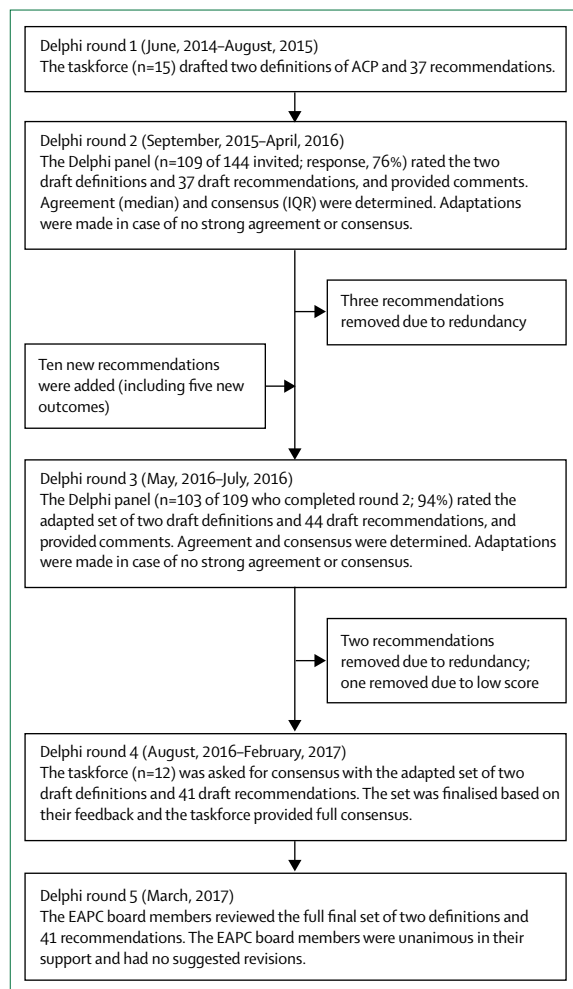 Delphi round 1 (June, 2014–August, 2015)
The taskforce (n=15) drafted two definitions of ACP and 37 recommendations.
Delphi round 2 (September, 2015–April, 2016)
The Delphi panel (n=109 of 144 invited; response, 76%) rated the two
draft definitions and 37 draft recommendations, and provided comments.
Agreement (median) and consensus (IQR) were determined. Adaptations
were made in case of no strong agreement or consensus.
Three recommendations
removed due to redundancy
Ten new recommendations
were added (including five new
outcomes)
Delphi round 3 (May, 2016–July, 2016)
The Delphi panel (n=103 of 109 who completed round 2; 94%) rated the
adapted set of two draft definitions and 44 draft recommendations, and
provided comments. Agreement and consensus were determined. Adaptations
were made in case of no strong agreement or consensus.
Two recommendations
removed due to redundancy;
one removed due to low score
Delphi round 4 (August, 2016–February, 2017)
The taskforce (n=12) was asked for consensus with the adapted set of two
draft definitions and 41 draft recommendations. The set was finalised based on
their feedback and the taskforce provided full consensus.
Delphi round 5 (March, 2017)
The EAPC board members reviewed the full final set of two definitions and
41 recommendations. The EAPC board members were unanimous in their
support and had no suggested revisions.